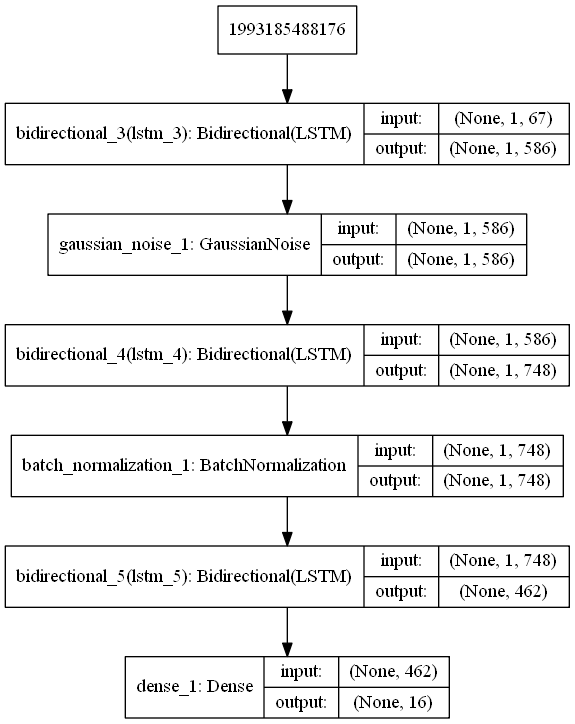 1993185488176
bidirectional_3(lstm_3): Bidirectional(LSTM) input: (None, 1, 67)
output: (None, 1, 586)
gaussian_noise_1: GaussianNoise input: (None, 1, 586)
output: (None, 1, 586)
bidirectional_4(lstm_4): Bidirectional(LSTM) input: (None, 1, 586)
output: (None, 1, 748)
batch_normalization_1: BatchNormalization input: (None, 1, 748)
output: (None, 1, 748)
bidirectional_5(lstm_5): Bidirectional(LSTM) input: (None, 1, 748)
output: (None, 462)
dense_1: Dense input: (None, 462)
output: (None, 16)